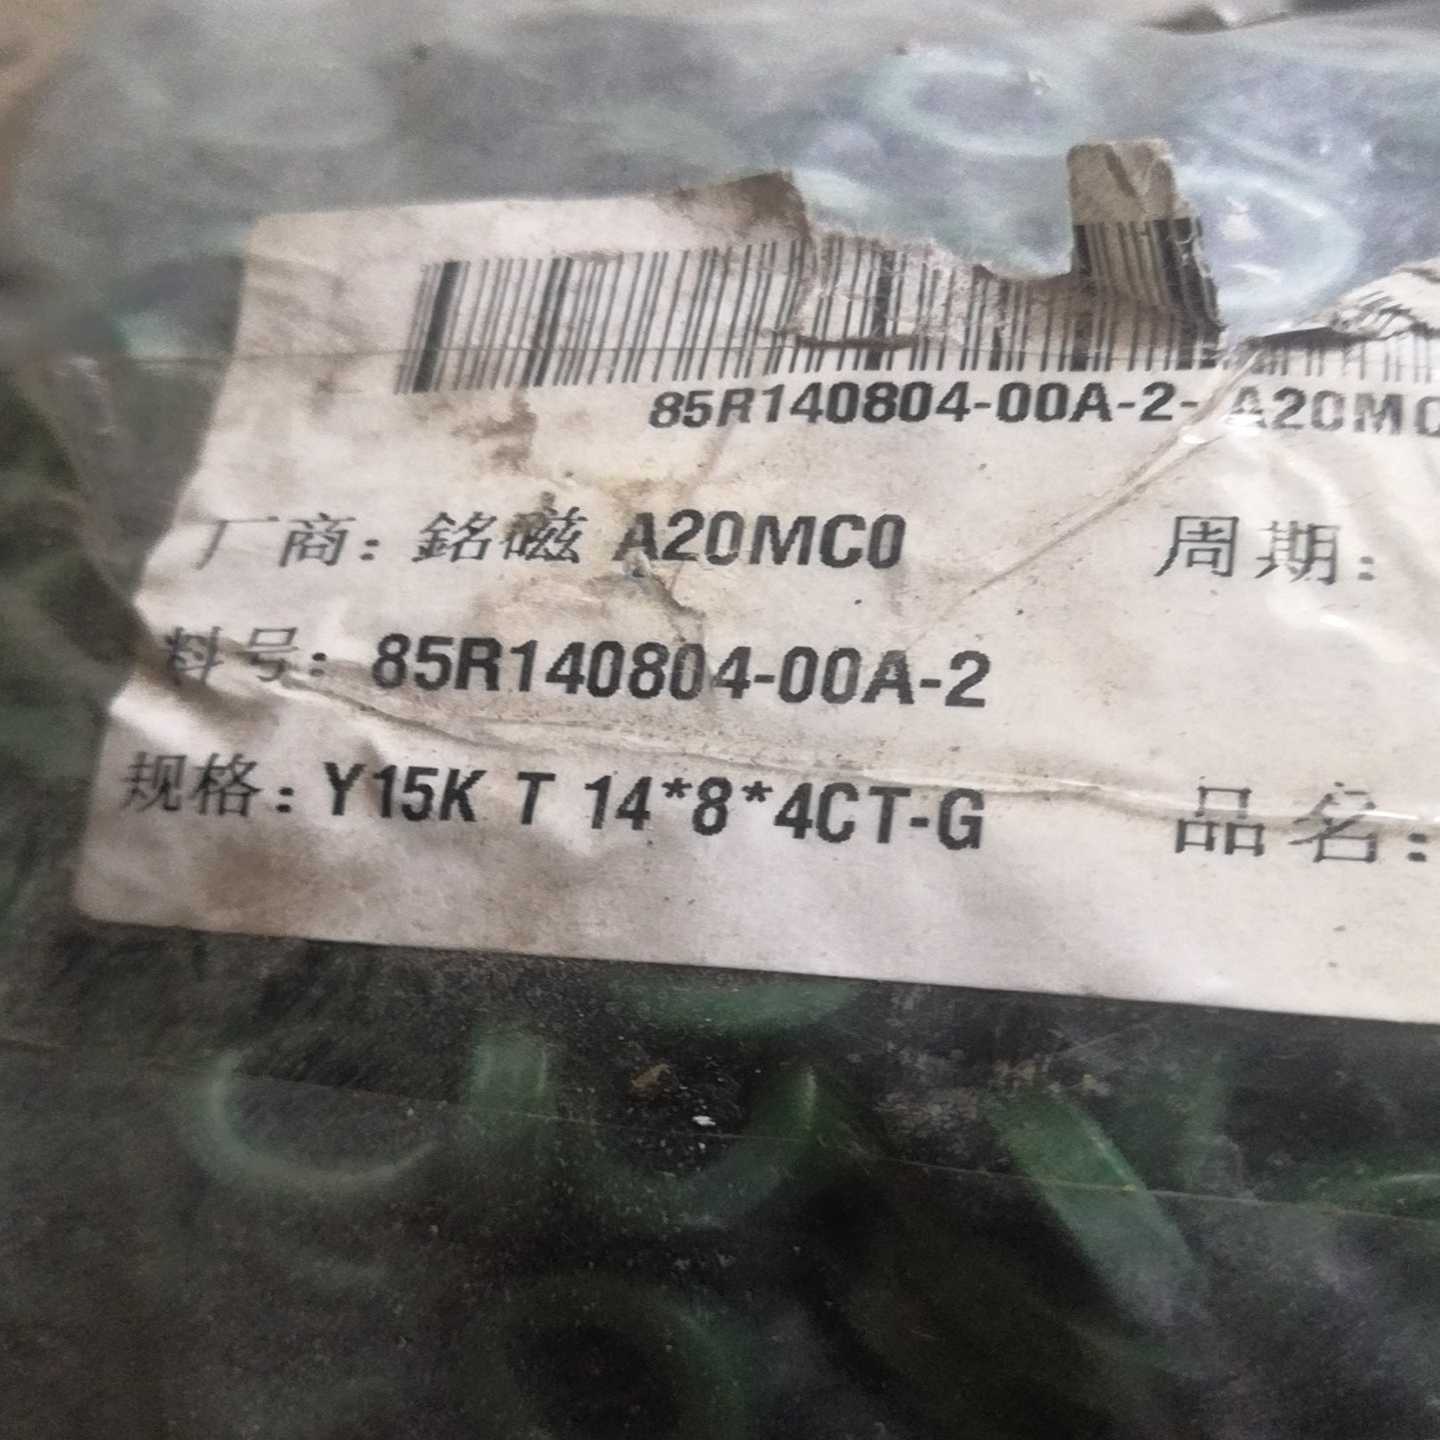 85R140804-00A-2- A20MC
厂商: 銘磁 A20MC0 周期:
料号: 85R140804-00A-2
规格: Y15K T 14*8*4CT-G 品名: